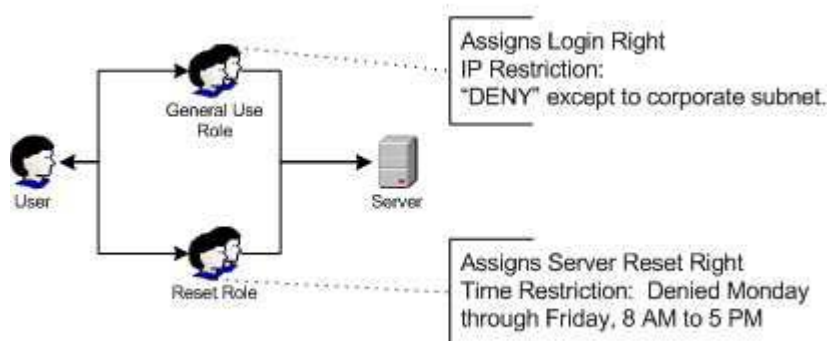 Assigns Login Right
IP Restriction:
“DENY” except to corporate subnet.
General Use
Role
User
Server
Reset Role
Assigns Server Reset Right
Time Restriction: Denied Monday
through Friday, 8 AM to 5 PM